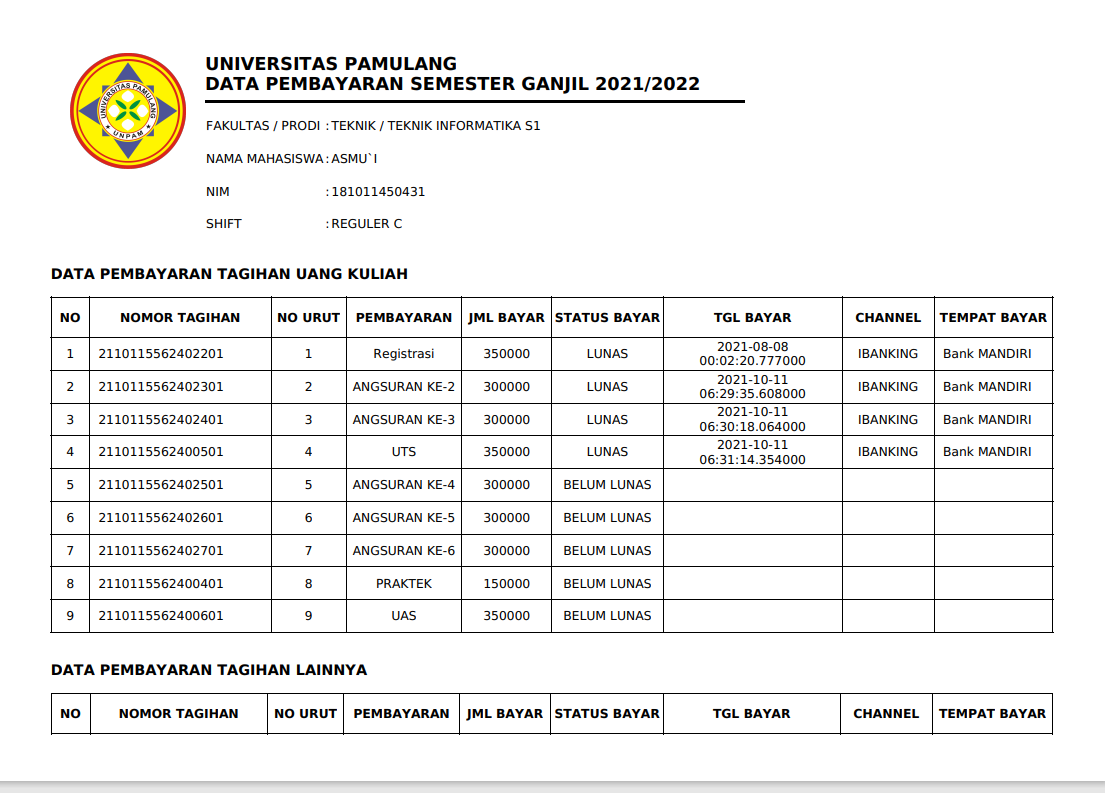 UNIVERSITAS PAMULANG
UNPAM
UNIVERSITAS PAMULANG
DATA PEMBAYARAN SEMESTER GANJIL 2021/2022
FAKULTAS / PRODI : TEKNIK / TEKNIK INFORMATIKA S1
NAMA MAHASISWA : ASMU`I
NIM : 181011450431
SHIFT : REGULER C
DATA PEMBAYARAN TAGIHAN UANG KULIAH
NO NOMOR TAGIHAN NO URUT PEMBAYARAN JML BAYAR STATUS BAYAR TGL BAYAR CHANNEL TEMPAT BAYAR
1 2110115562402201 1 Registrasi 350000 LUNAS 2021-08-08 00:02:20.777000 IBANKING Bank MANDIRI
2 2110115562402301 2 ANGSURAN KE-2 300000 LUNAS 2021-10-11 06:29:35.608000 IBANKING Bank MANDIRI
3 2110115562402401 3 ANGSURAN KE-3 300000 LUNAS 2021-10-11 06:30:18.064000 IBANKING Bank MANDIRI
4 2110115562400501 4 UTS 350000 LUNAS 2021-10-11 06:31:14.354000 IBANKING Bank MANDIRI
5 2110115562402501 5 ANGSURAN KE-4 300000 BELUM LUNAS
6 2110115562402601 6 ANGSURAN KE-5 300000 BELUM LUNAS
7 2110115562402701 7 ANGSURAN KE-6 300000 BELUM LUNAS
8 2110115562400401 8 PRAKTEK 150000 BELUM LUNAS
9 2110115562400601 9 UAS 350000 BELUM LUNAS
DATA PEMBAYARAN TAGIHAN LAINNYA
NO NOMOR TAGIHAN NO URUT PEMBAYARAN JML BAYAR STATUS BAYAR TGL BAYAR CHANNEL TEMPAT BAYAR